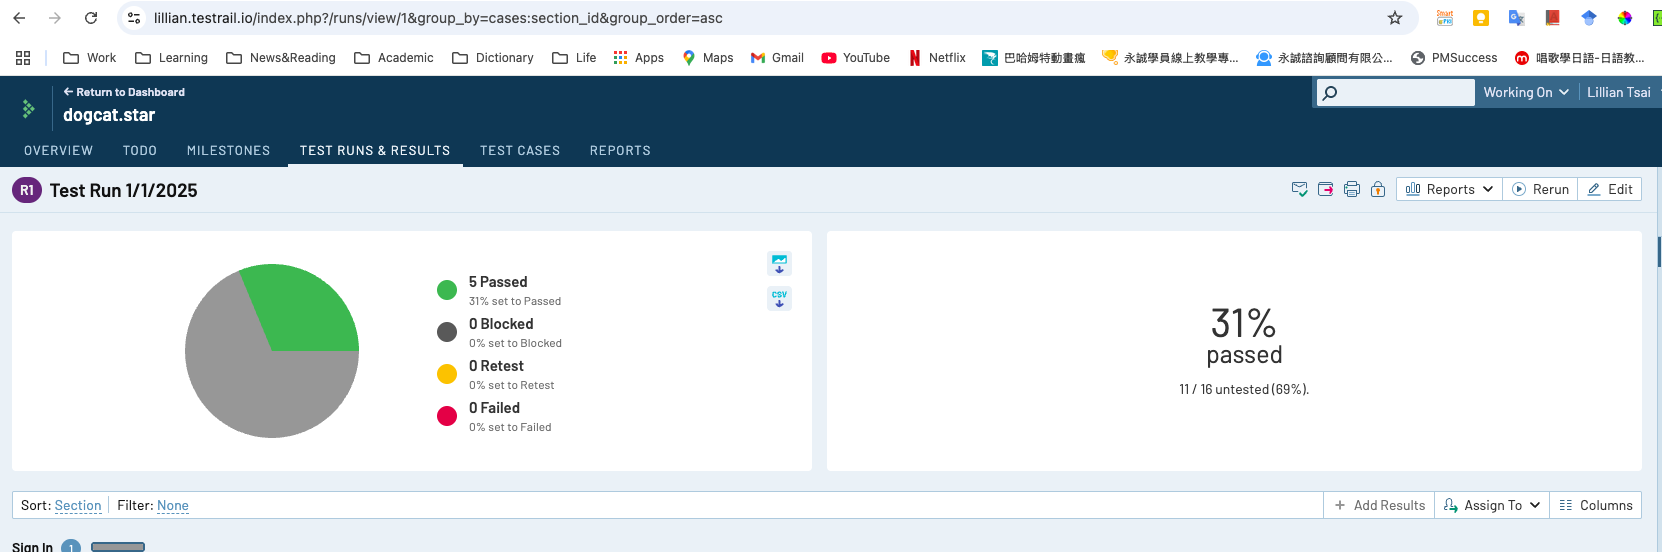 lillian.testrail.io/index.php?/runs/view/1&group_by=cases:section_id&group_order=asc
Work Learning News&Reading Academic Dictionary Life Apps Maps Gmail YouTube Netflix 巴哈姆特動畫瘋 永誠學員線上教學專... 永誠諮詢顧問有限公... PMSuccess 唱歌學日語-日語教...
Return to Dashboard
dogcat.star
Working On Lillian Tsai
OVERVIEW TODO MILESTONES TEST RUNS & RESULTS TEST CASES REPORTS
R1 Test Run 1/1/2025
Reports Rerun Edit
5 Passed
31% set to Passed
0 Blocked
0% set to Blocked
0 Retest
0% set to Retest
0 Failed
0% set to Failed
CSV
31%
passed
11 / 16 untested (69%).
Sort: Section Filter: None
+ Add Results Assign To Columns
Sign In 1